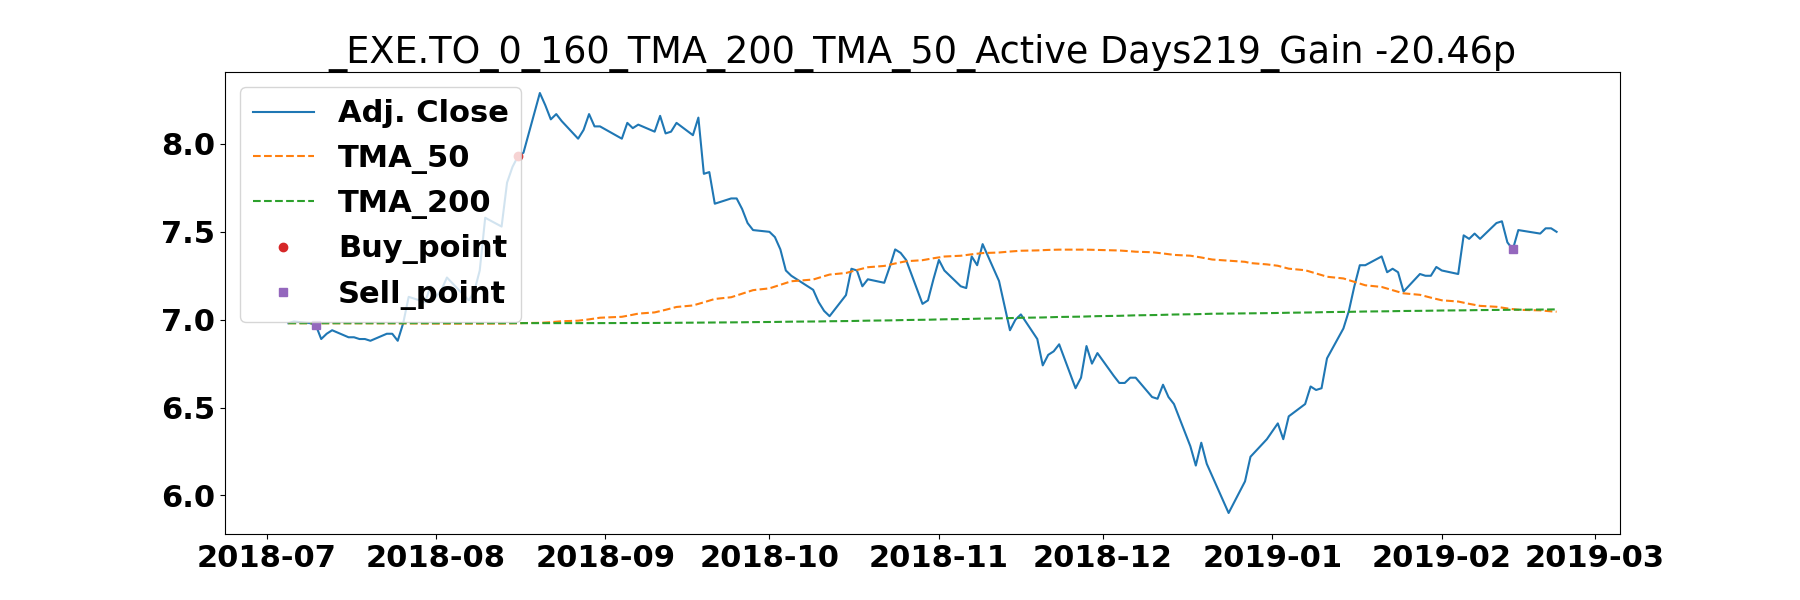 _EXE.TO_0_160_TMA_200_TMA_50_Active Days219_Gain -20.46p
Adj. Close
TMA_50
TMA_200
Buy_point
Sell_point
8.0
7.5
7.0
6.5
6.0
2018-07 2018-08 2018-09 2018-10 2018-11 2018-12 2019-01 2019-02 2019-03